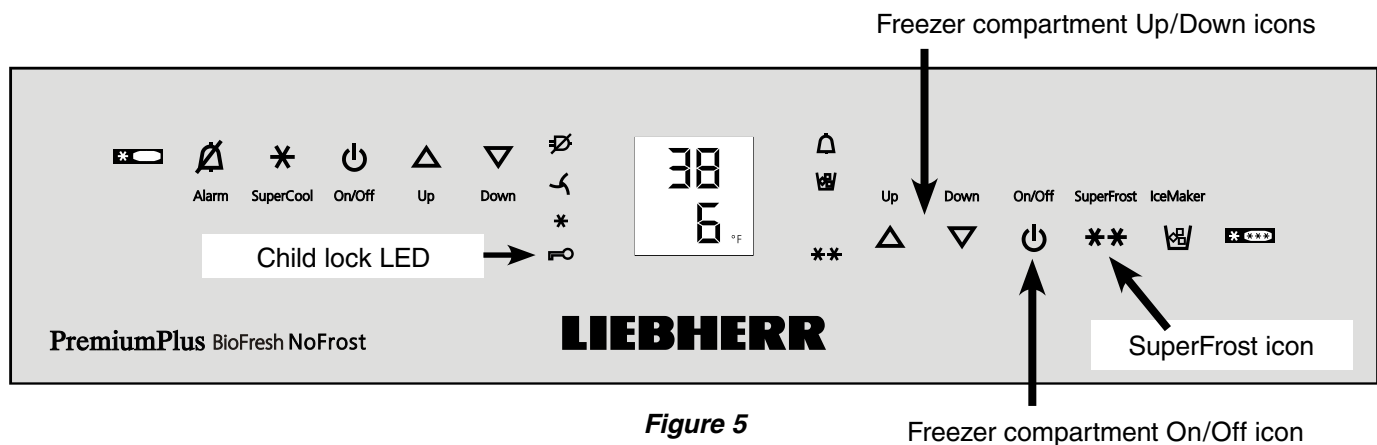 Freezer compartment Up/Down icons
Alarm SuperCool On/Off Up Down
38
6 °F
Up Down On/Off SuperFrost IceMaker
Child lock LED
PremiumPlus BioFresh NoFrost
LIEBHERR
SuperFrost icon
Figure 5
Freezer compartment On/Off icon